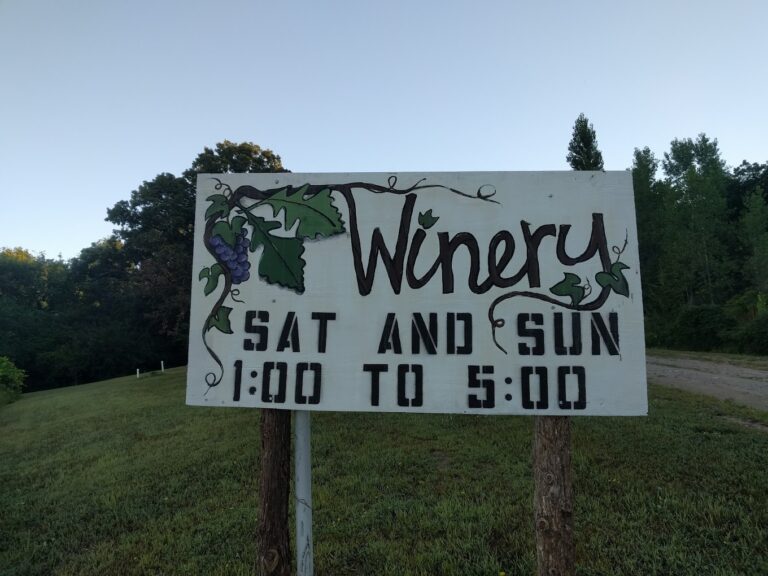 Winery
SAT AND SUN
1:00 TO 5:00